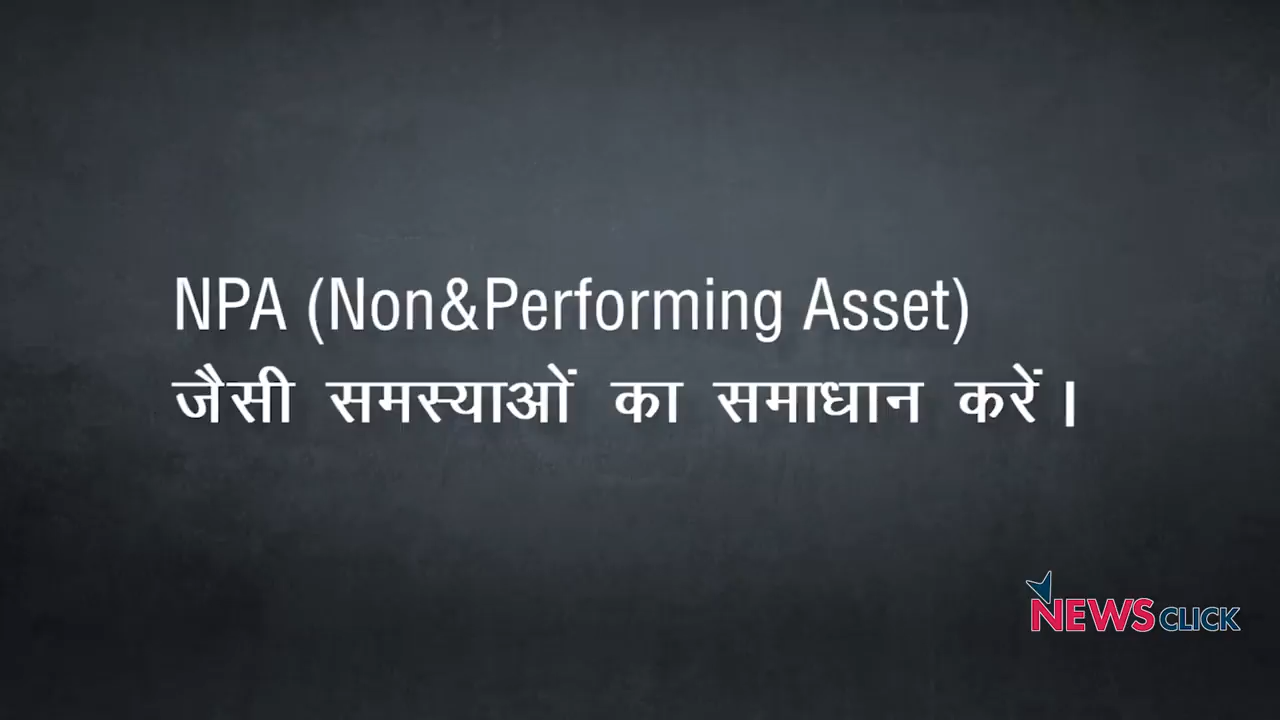 NPA (Non&Performing Asset)
जैसी समस्याओं का समाधान करें।
NEWSCLICK